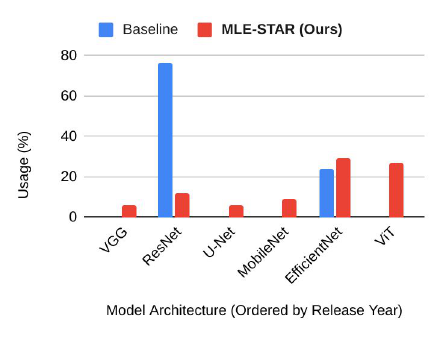 Baseline MLE-STAR (Ours)
80
60
40
20
0
Usage (%)
VGG
ResNet
U-Net
MobileNet
EfficientNet
ViT
Model Architecture (Ordered by Release Year)